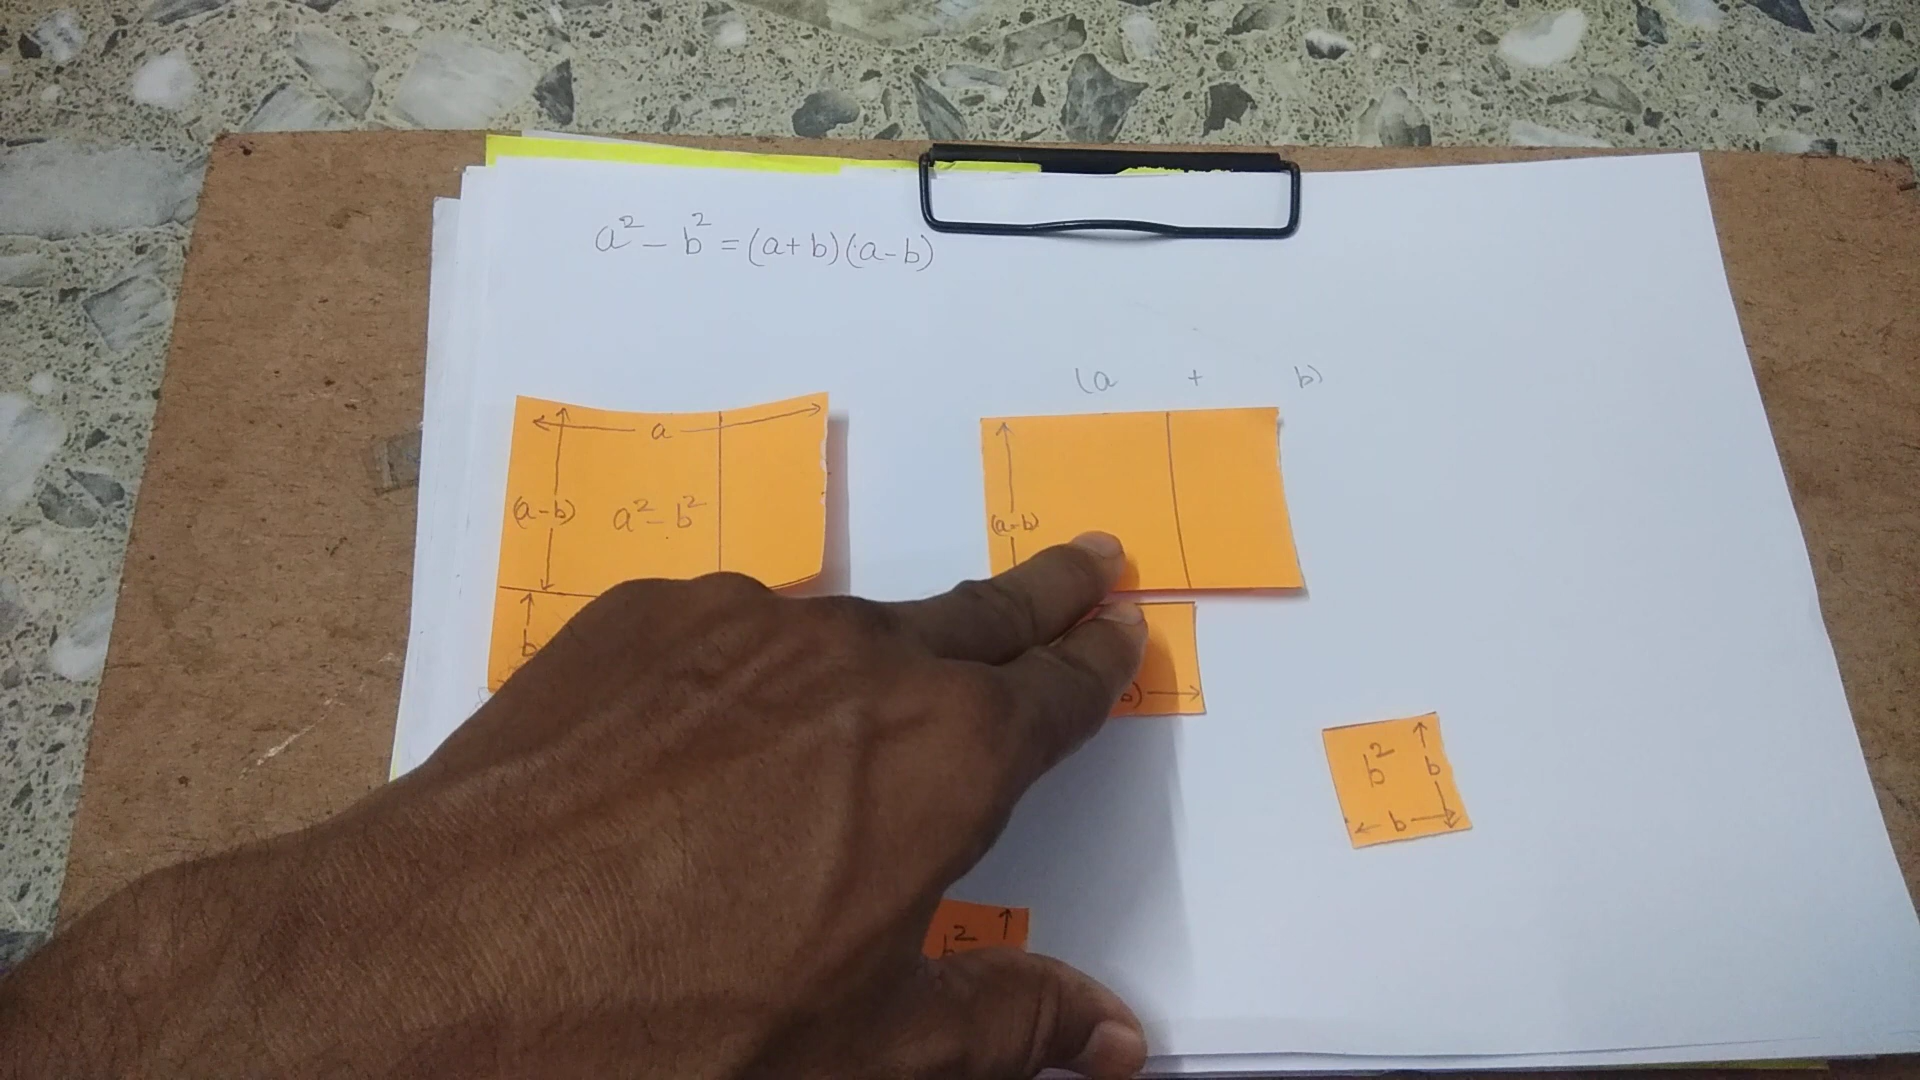 a² - b² = (a+b)(a-b)
(a + b)
a
(a-b)
a² - b²
b
(a-b)
b²
b
b
b²